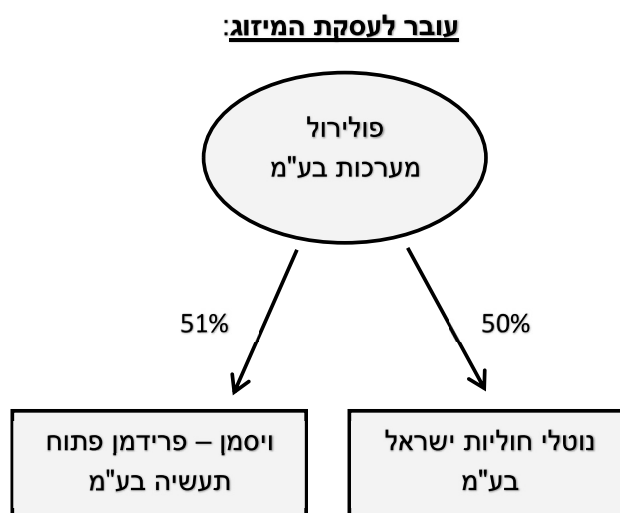 עובר לעסקת המיזוג:
פולירול
מערכות בע"מ
51%
50%
ויסמן – פרידמן פתוח
תעשיה בע"מ
נוטלי חוליות ישראל
בע"מ